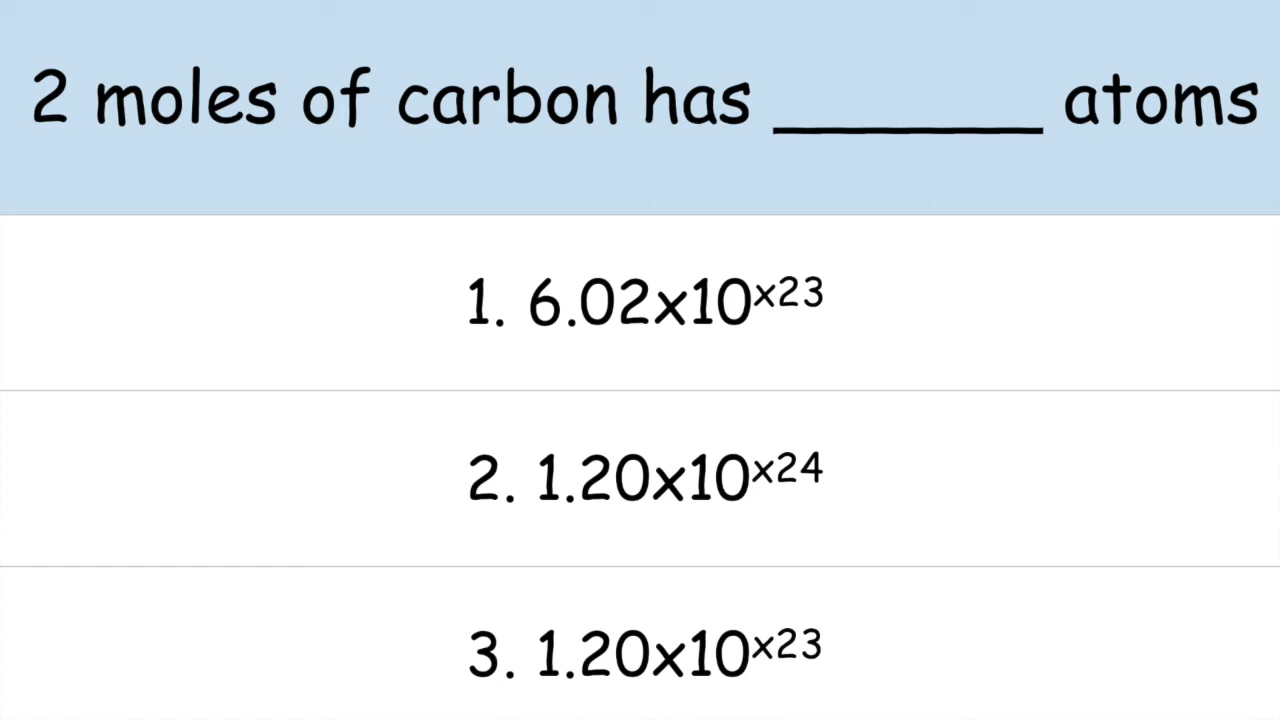 2 moles of carbon has _______ atoms
1. 6.02x10ˣ²³
2. 1.20x10ˣ²⁴
3. 1.20x10ˣ²³